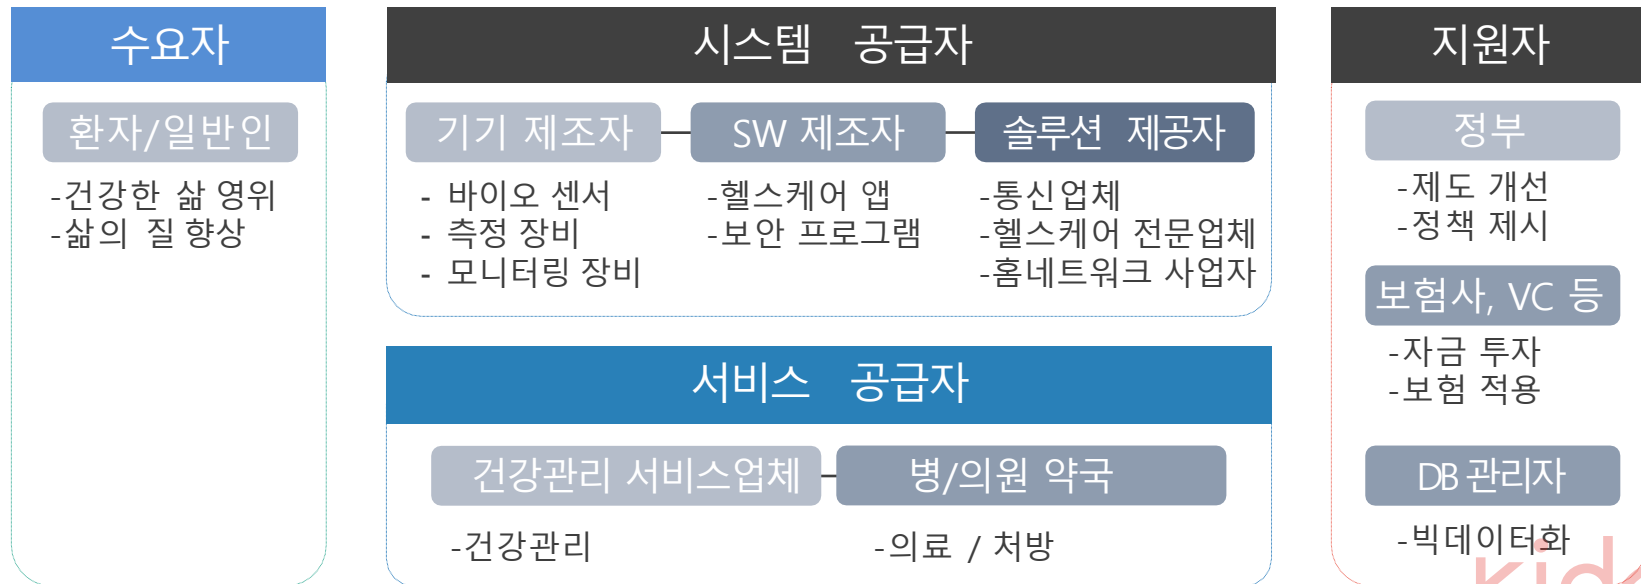 수요자
환자/일반인
-건강한 삶 영위
-삶의 질 향상
시스템 공급자
기기 제조자
- 바이오 센서
- 측정 장비
- 모니터링 장비
SW 제조자
-헬스케어 앱
-보안 프로그램
솔루션 제공자
-통신업체
-헬스케어 전문업체
-홈네트워크 사업자
서비스 공급자
건강관리 서비스업체
-건강관리
병/의원 약국
-의료 / 처방
지원자
정부
-제도 개선
-정책 제시
보험사, VC 등
-자금 투자
-보험 적용
DB 관리자
-빅데이터화